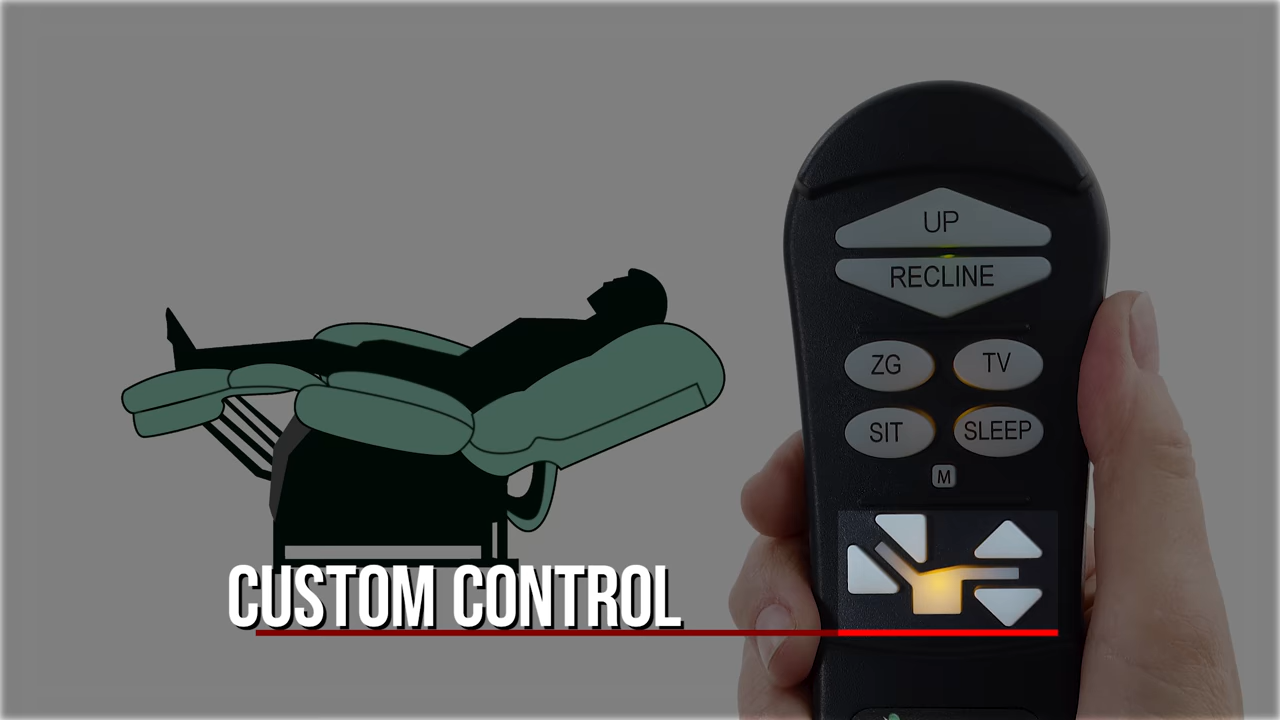 UP
RECLINE
ZG TV
SIT SLEEP
M
CUSTOM CONTROL